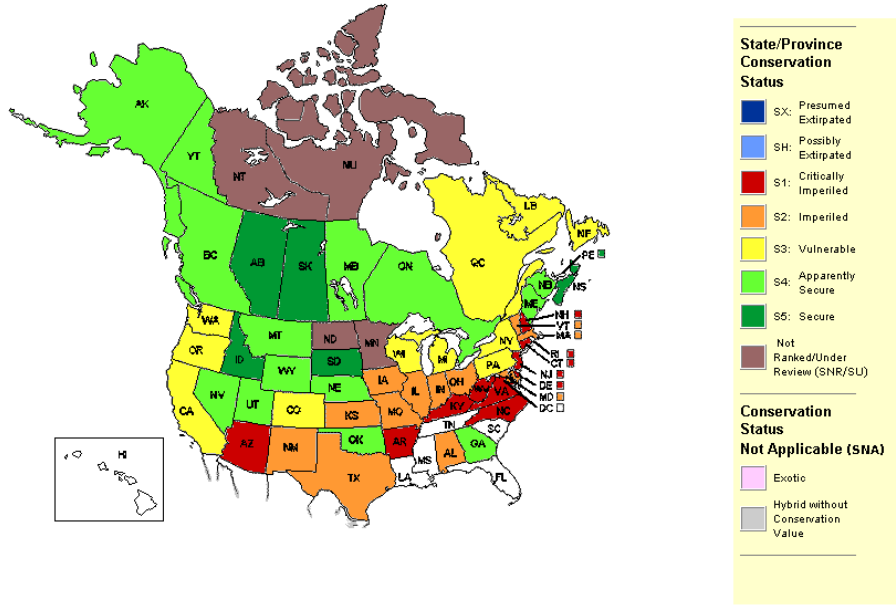 AK
YT
NT
NU
BC
AB
SK
MB
ON
QC
LB
NF
PE
NB
NS
ME
WA
OR
CA
ID
MT
ND
MN
SD
WY
NV
UT
CO
NE
IA
WI
MI
NY
PA
NH
VT
MA
RI
CT
NJ
DE
MD
DC
IL
IN
OH
KS
MO
KY
VA
NC
TN
SC
AZ
NM
OK
AR
TX
LA
MS
AL
GA
FL
HI
State/Province
Conservation
Status
SX: Presumed
Extirpated
SH: Possibly
Extirpated
S1: Critically
Imperiled
S2: Imperiled
S3: Vulnerable
S4: Apparently
Secure
S5: Secure
Not
Ranked/Under
Review (SNR/SU)
Conservation
Status
Not Applicable (SNA)
Exotic
Hybrid without
Conservation
Value